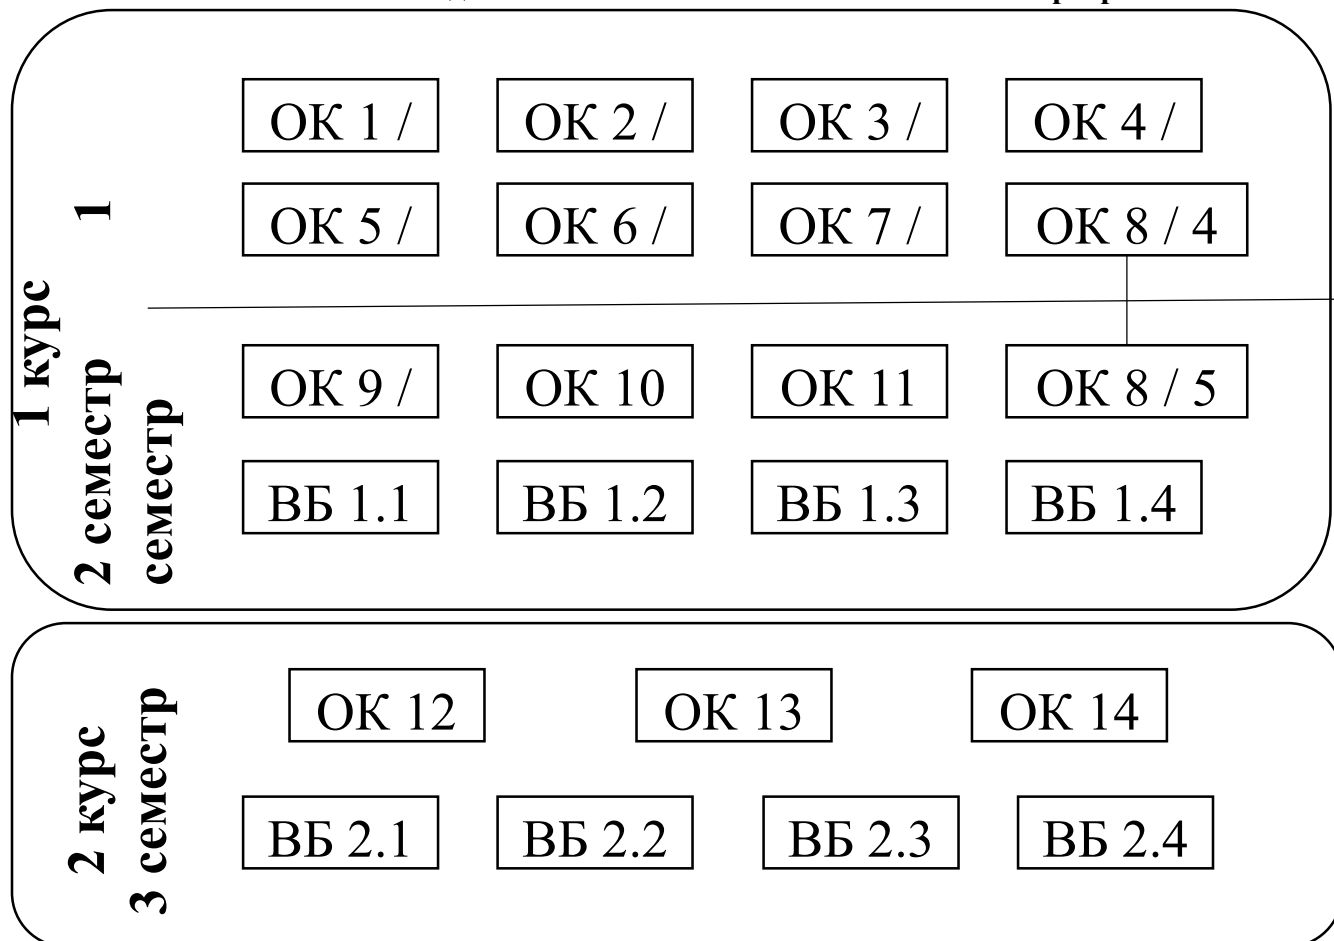 1 курс
1
семестр
ОК 1 /
ОК 2 /
ОК 3 /
ОК 4 /
ОК 5 /
ОК 6 /
ОК 7 /
ОК 8 / 4
2 семестр
ОК 9 /
ОК 10
ОК 11
ОК 8 / 5
ВБ 1.1
ВБ 1.2
ВБ 1.3
ВБ 1.4
2 курс
3 семестр
ОК 12
ОК 13
ОК 14
ВБ 2.1
ВБ 2.2
ВБ 2.3
ВБ 2.4